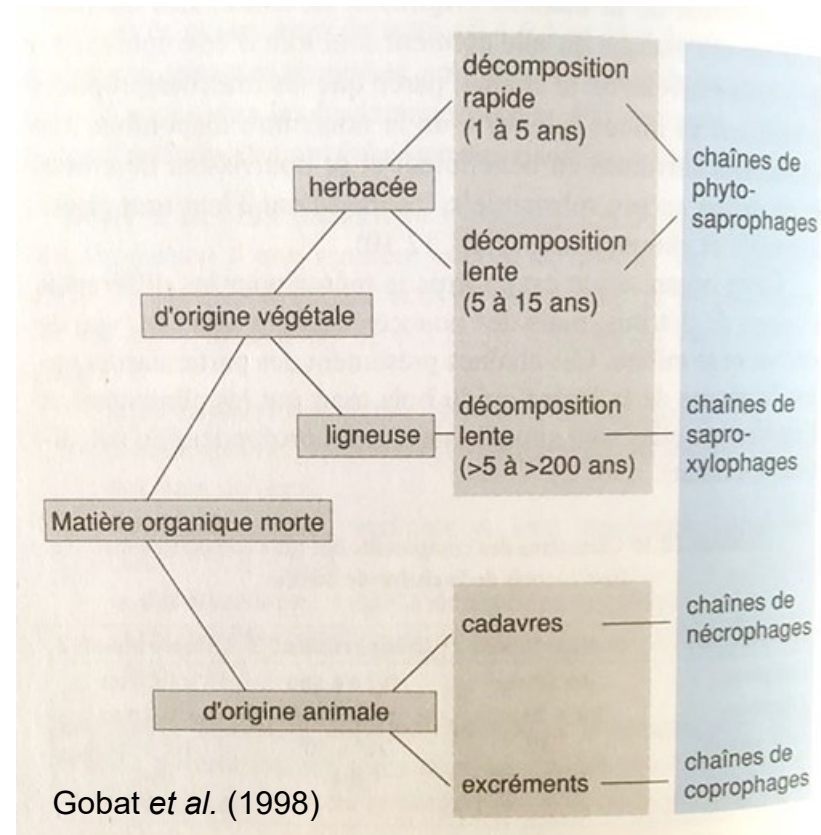 décomposition
rapide
(1 à 5 ans)
chaînes de
phyto-
saprophages
herbacée
décomposition
lente
(5 à 15 ans)
d'origine végétale
ligneuse
décomposition
lente
(>5 à >200 ans)
chaînes de
sapro-
xylophages
Matière organique morte
cadavres
chaînes de
nécrophages
d'origine animale
excréments
chaînes de
coprophages
Gobat et al. (1998)